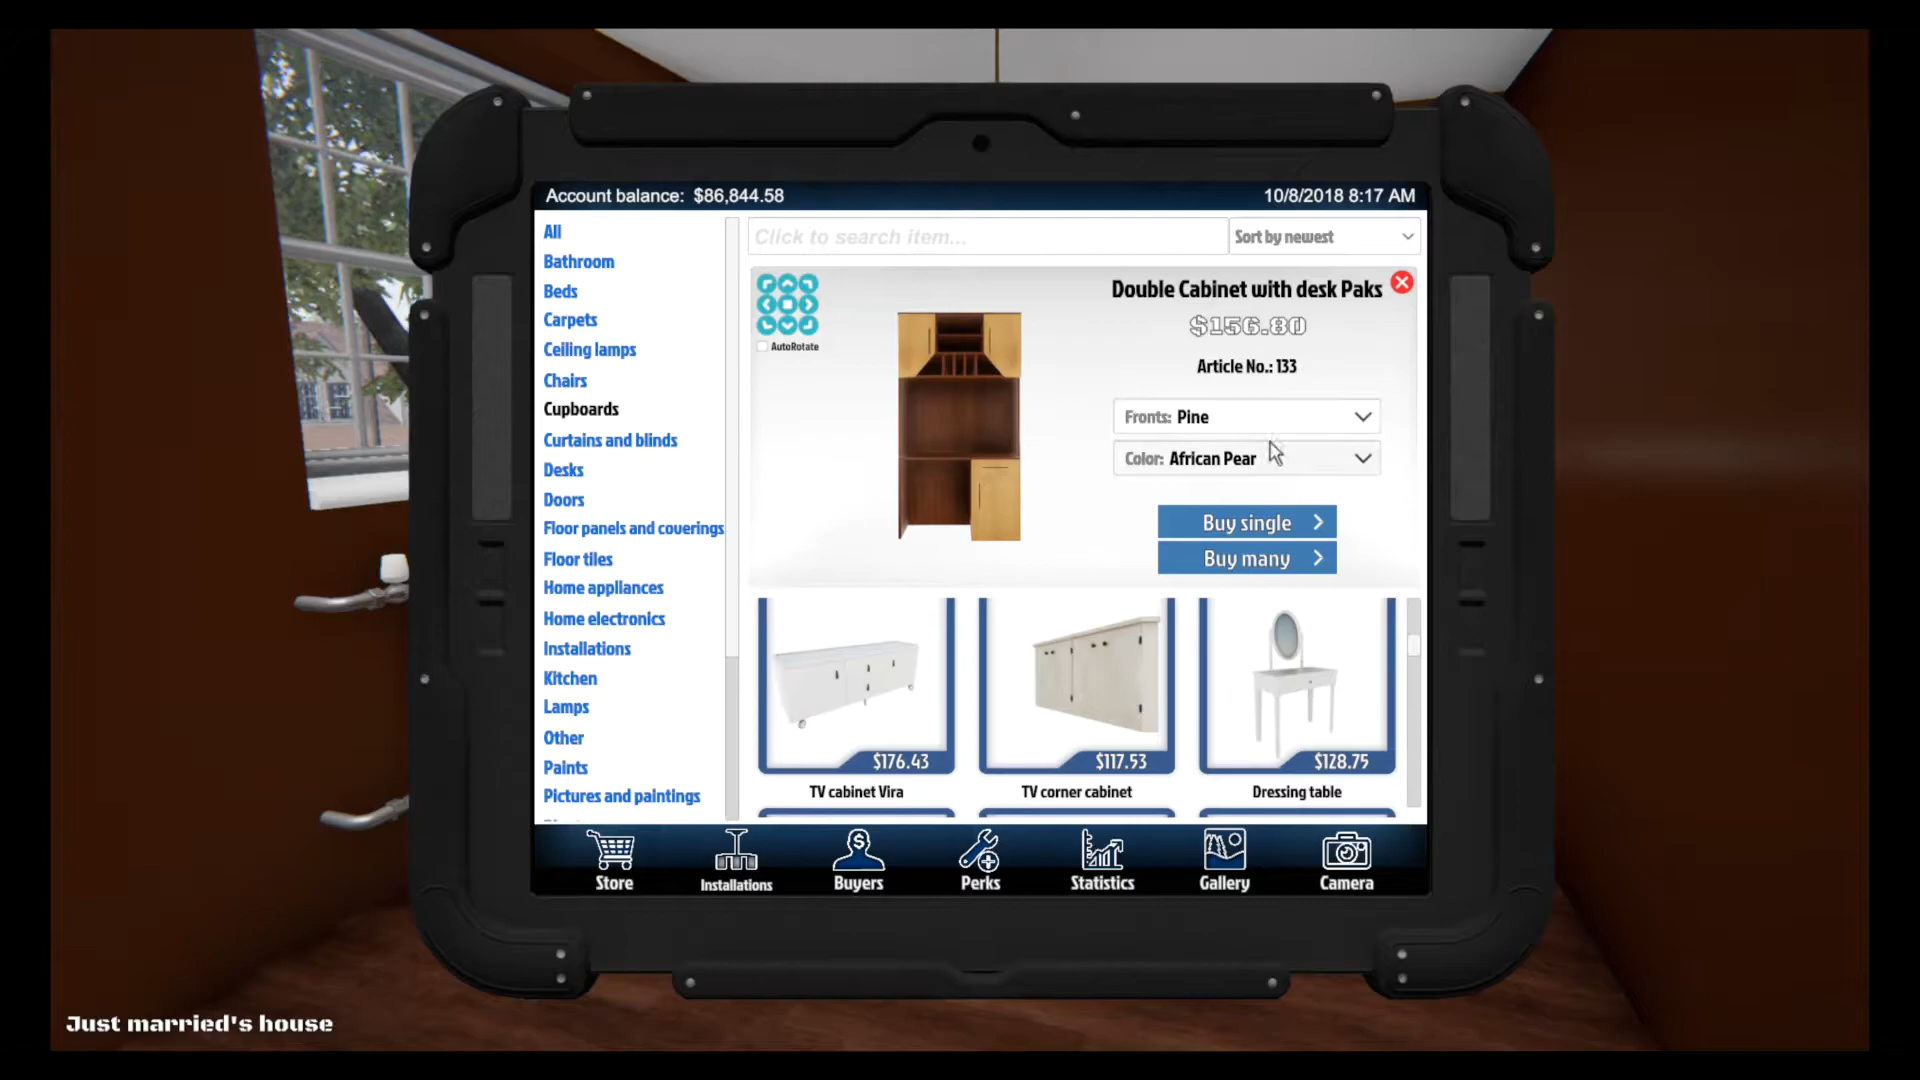 Account balance: $86,844.58
10/8/2018 8:17 AM
All
Bathroom
Beds
Carpets
Ceiling lamps
Chairs
Cupboards
Curtains and blinds
Desks
Doors
Floor panels and coverings
Floor tiles
Home appliances
Home electronics
Installations
Kitchen
Lamps
Other
Paints
Pictures and paintings
Click to search item...
Sort by newest
AutoRotate
Double Cabinet with desk Paks
$156.80
Article No.: 133
Fronts: Pine
Color: African Pear
Buy single
Buy many
$176.43
$117.53
$128.75
TV cabinet Vira
TV corner cabinet
Dressing table
Store
Installations
Buyers
Perks
Statistics
Gallery
Camera
Just married's house